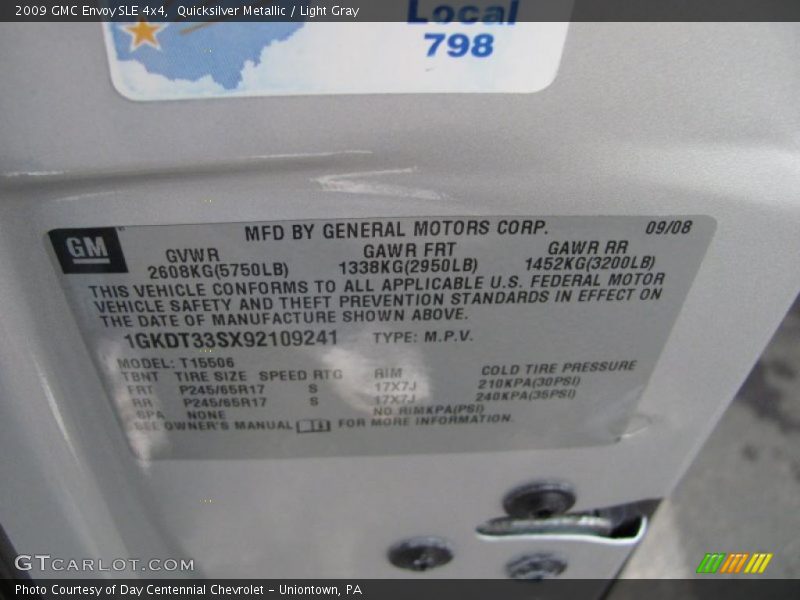 2009 GMC Envoy SLE 4x4, Quicksilver Metallic / Light Gray
Local
798
GM
MFD BY GENERAL MOTORS CORP. 09/08
GVWR GAWR FRT GAWR RR
2608KG(5750LB) 1338KG(2950LB) 1452KG(3200LB)
THIS VEHICLE CONFORMS TO ALL APPLICABLE U.S. FEDERAL MOTOR
VEHICLE SAFETY AND THEFT PREVENTION STANDARDS IN EFFECT ON
THE DATE OF MANUFACTURE SHOWN ABOVE.
1GKDT33SX92109241 TYPE: M.P.V.
MODEL: T15506
TBNT TIRE SIZE SPEED RTG RIM COLD TIRE PRESSURE
FRT P245/65R17 S 17X7J 210KPA(30PSI)
RR P245/65R17 S 17X7J 240KPA(35PSI)
SPA NONE NO RIMKPA(PSI)
SEE OWNER'S MANUAL FOR MORE INFORMATION.
GTCARLOT.COM
Photo Courtesy of Day Centennial Chevrolet - Uniontown, PA